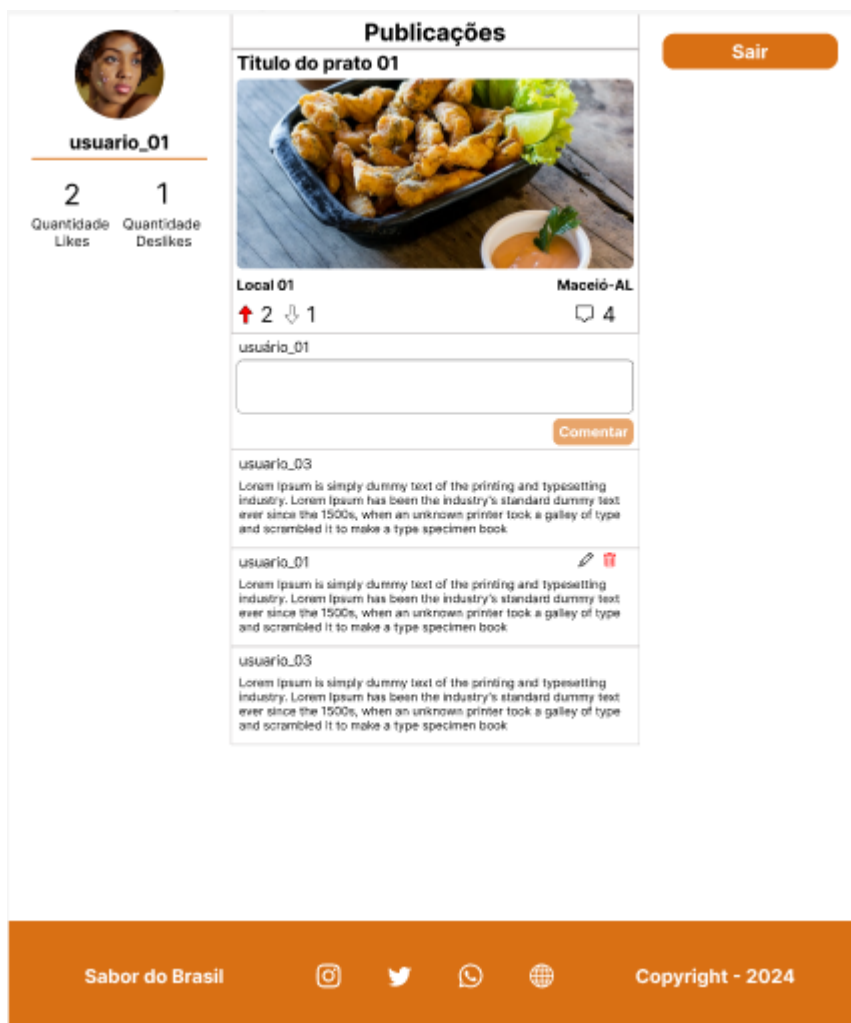 usuario_01
2
1
Quantidade Likes
Quantidade Deslikes
Publicações
Titulo do prato 01
Local 01
Maceió-AL
2
1
4
usuário_01
Comentar
usuario_03
Lorem Ipsum is simply dummy text of the printing and typesetting
industry. Lorem Ipsum has been the industry's standard dummy text
ever since the 1500s, when an unknown printer took a galley of type
and scrambled it to make a type specimen book
usuario_01
Lorem Ipsum is simply dummy text of the printing and typesetting
industry. Lorem Ipsum has been the industry's standard dummy text
ever since the 1500s, when an unknown printer took a galley of type
and scrambled it to make a type specimen book
usuario_03
Lorem Ipsum is simply dummy text of the printing and typesetting
industry. Lorem Ipsum has been the industry's standard dummy text
ever since the 1500s, when an unknown printer took a galley of type
and scrambled it to make a type specimen book
Sair
Sabor do Brasil
Copyright - 2024